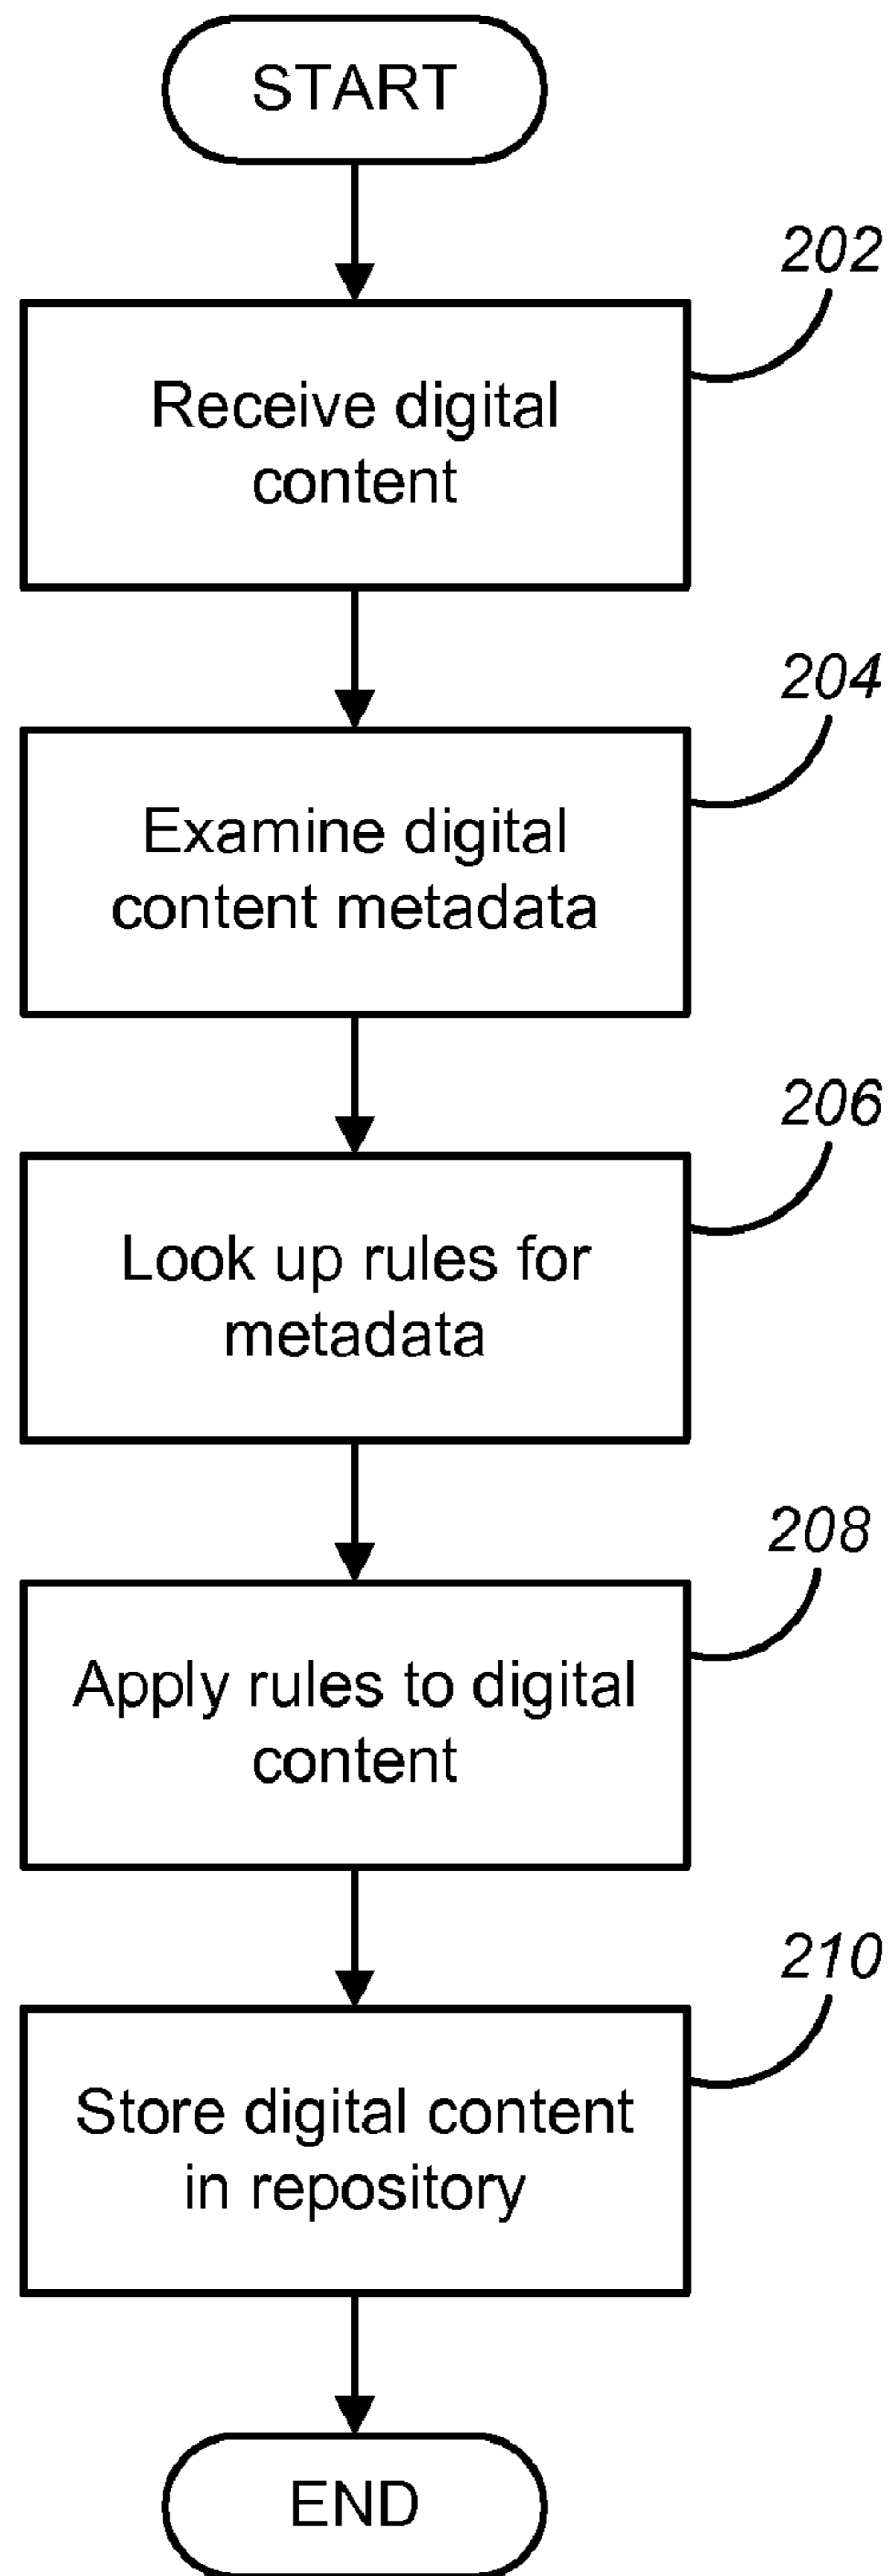 START
202
Receive digital
content
204
Examine digital
content metadata
206
Look up rules for
metadata
208
Apply rules to digital
content
210
Store digital content
in repository
END